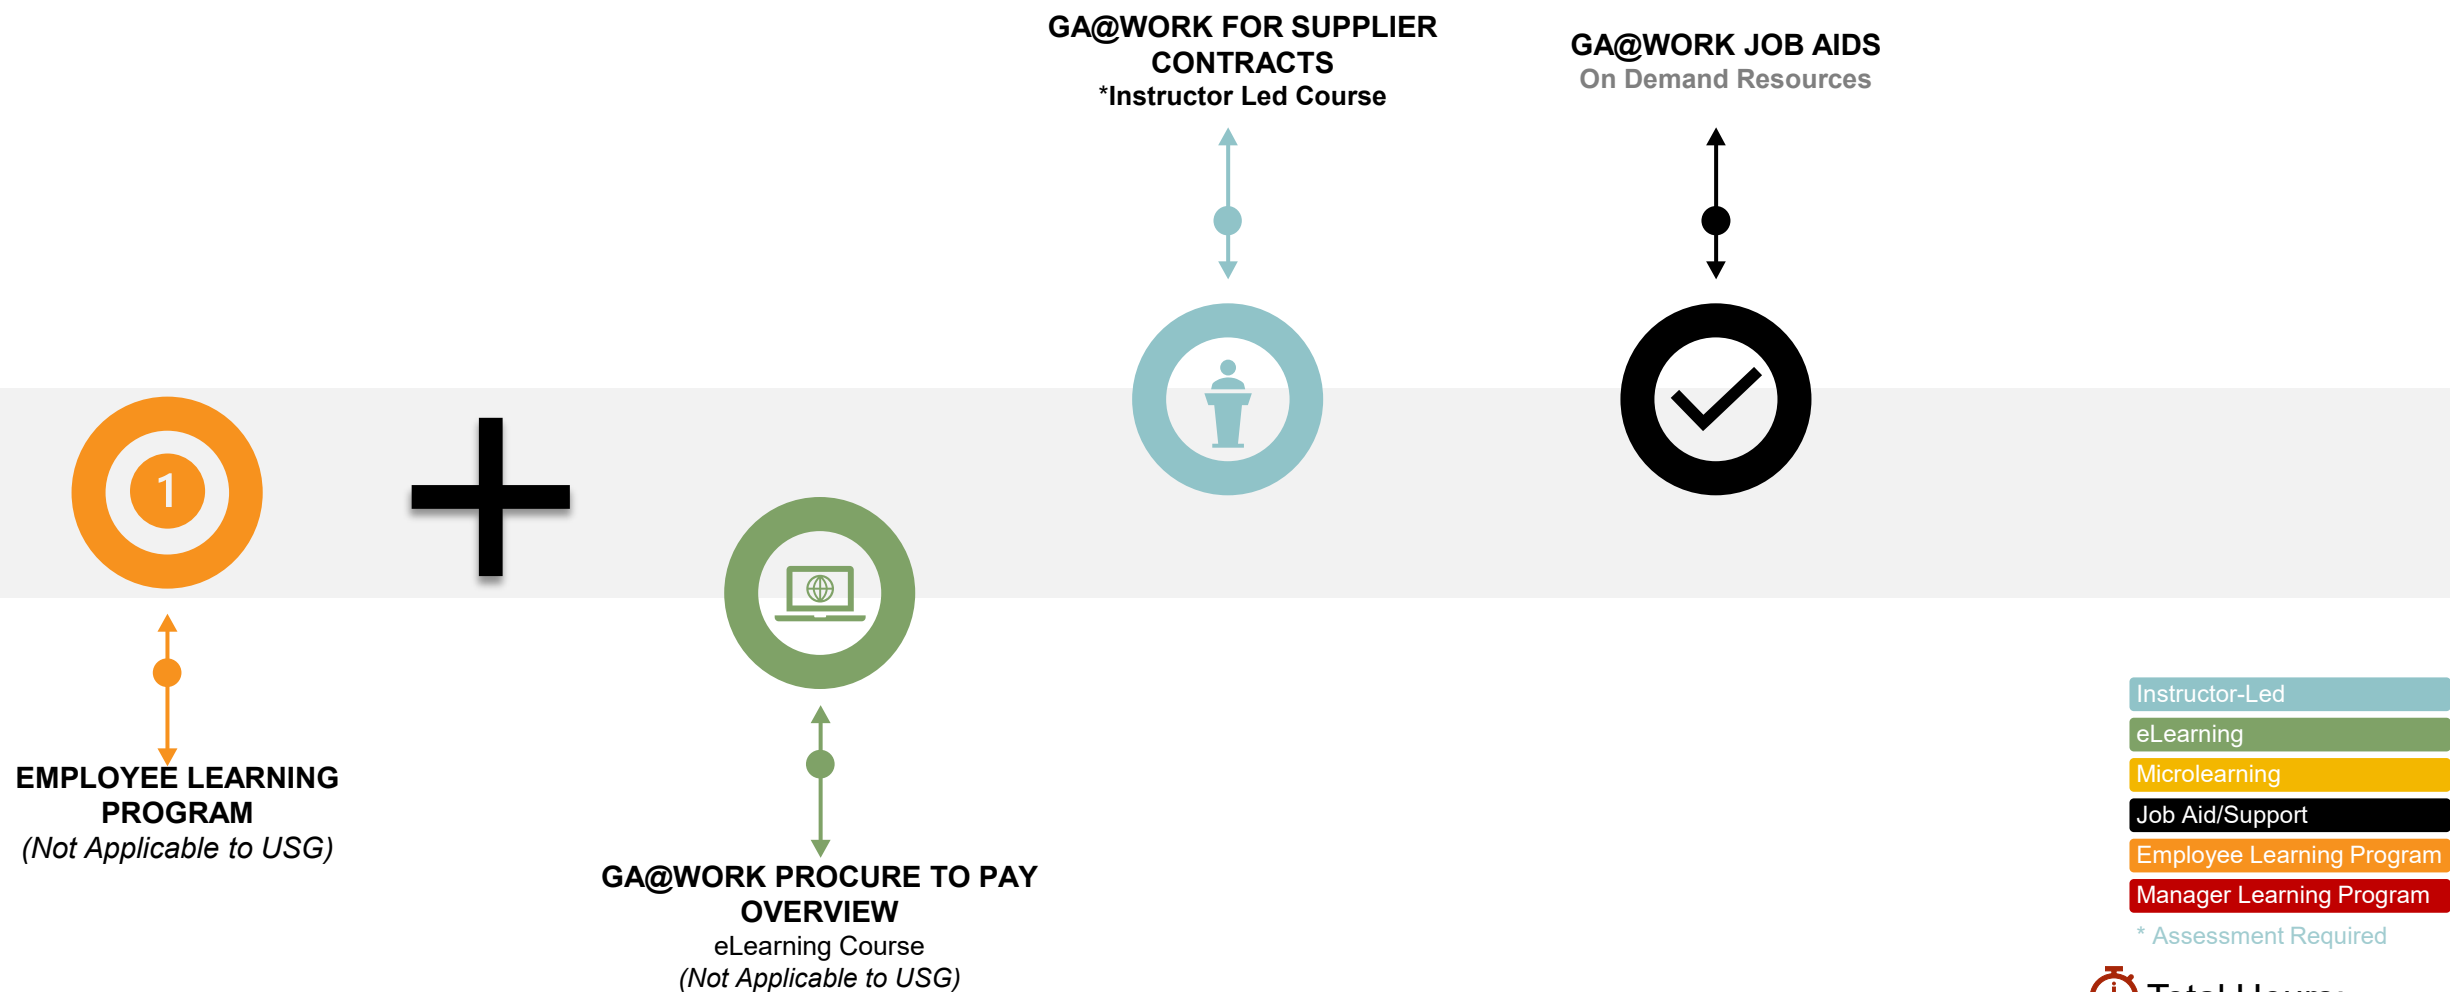 GA@WORK FOR SUPPLIER
CONTRACTS
*Instructor Led Course
GA@WORK JOB AIDS
On Demand Resources
1
EMPLOYEE LEARNING
PROGRAM
(Not Applicable to USG)
GA@WORK PROCURE TO PAY
OVERVIEW
eLearning Course
(Not Applicable to USG)
Instructor-Led
eLearning
Microlearning
Job Aid/Support
Employee Learning Program
Manager Learning Program
* Assessment Required
Total Hours: